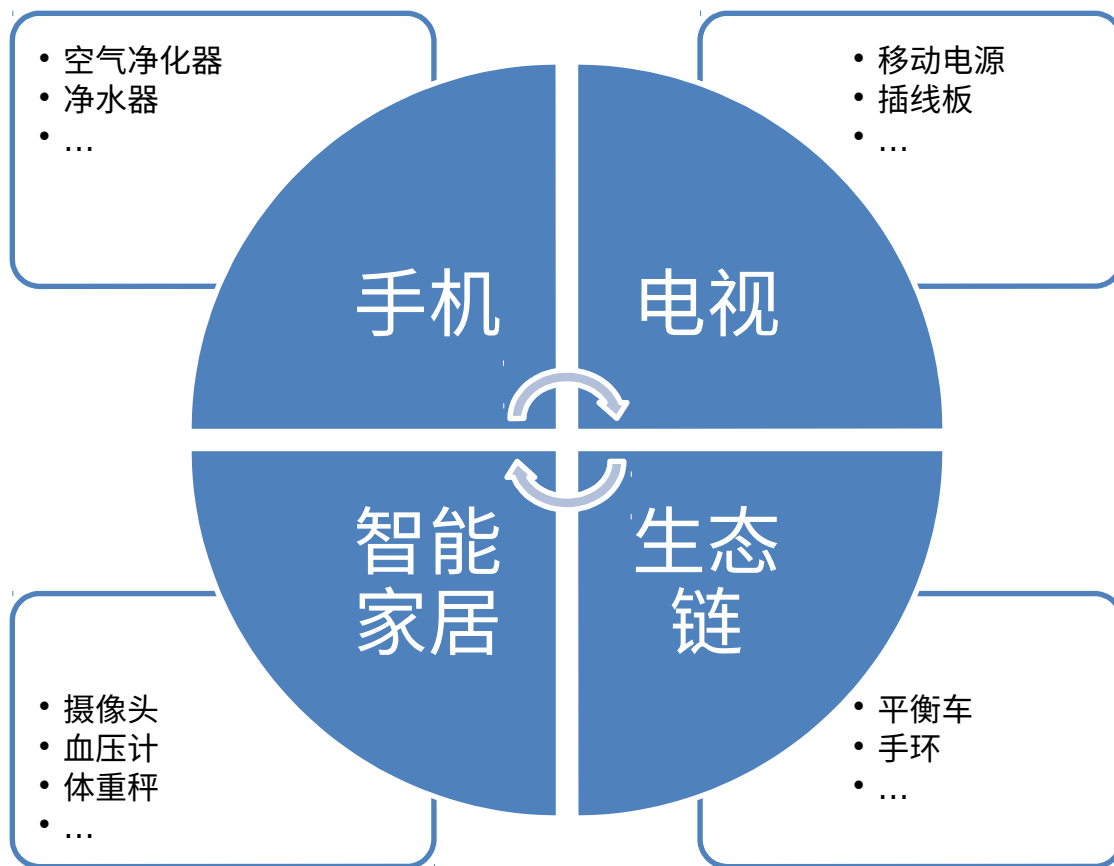 • 空气净化器
• 净水器
• …
• 移动电源
• 插线板
• …
手机
电视
智能
家居
生态
链
• 摄像头
• 血压计
• 体重秤
• …
• 平衡车
• 手环
• …